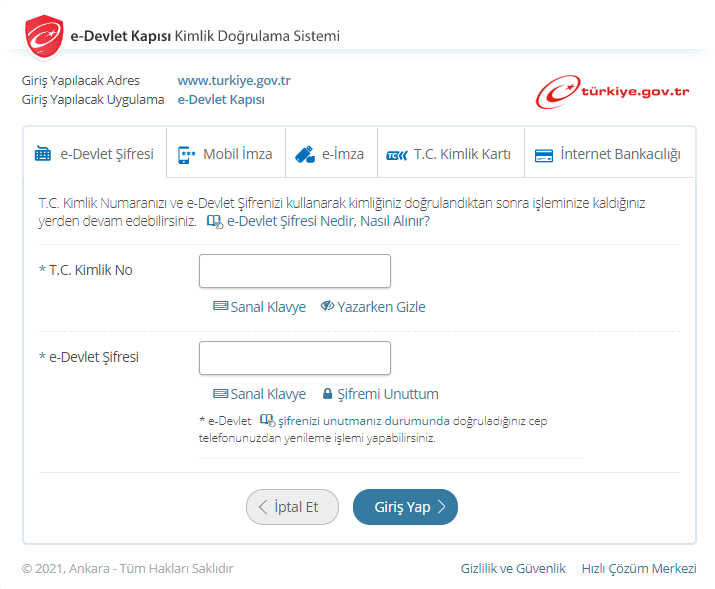 e-Devlet Kapısı Kimlik Doğrulama Sistemi
Giriş Yapılacak Adres www.turkiye.gov.tr
Giriş Yapılacak Uygulama e-Devlet Kapısı
türkiye.gov.tr
e-Devlet Şifresi Mobil İmza e-İmza T.C. Kimlik Kartı İnternet Bankacılığı
T.C. Kimlik Numaranızı ve e-Devlet Şifrenizi kullanarak kimliğiniz doğrulandıktan sonra işleminize kaldığınız
yerden devam edebilirsiniz. e-Devlet Şifresi Nedir, Nasıl Alınır?
* T.C. Kimlik No
Sanal Klavye Yazarken Gizle
* e-Devlet Şifresi
Sanal Klavye Şifremi Unuttum
* e-Devlet şifrenizi unutmanız durumunda doğruladığınız cep
telefonunuzdan yenileme işlemi yapabilirsiniz.
İptal Et Giriş Yap
© 2021, Ankara - Tüm Hakları Saklıdır Gizlilik ve Güvenlik Hızlı Çözüm Merkezi